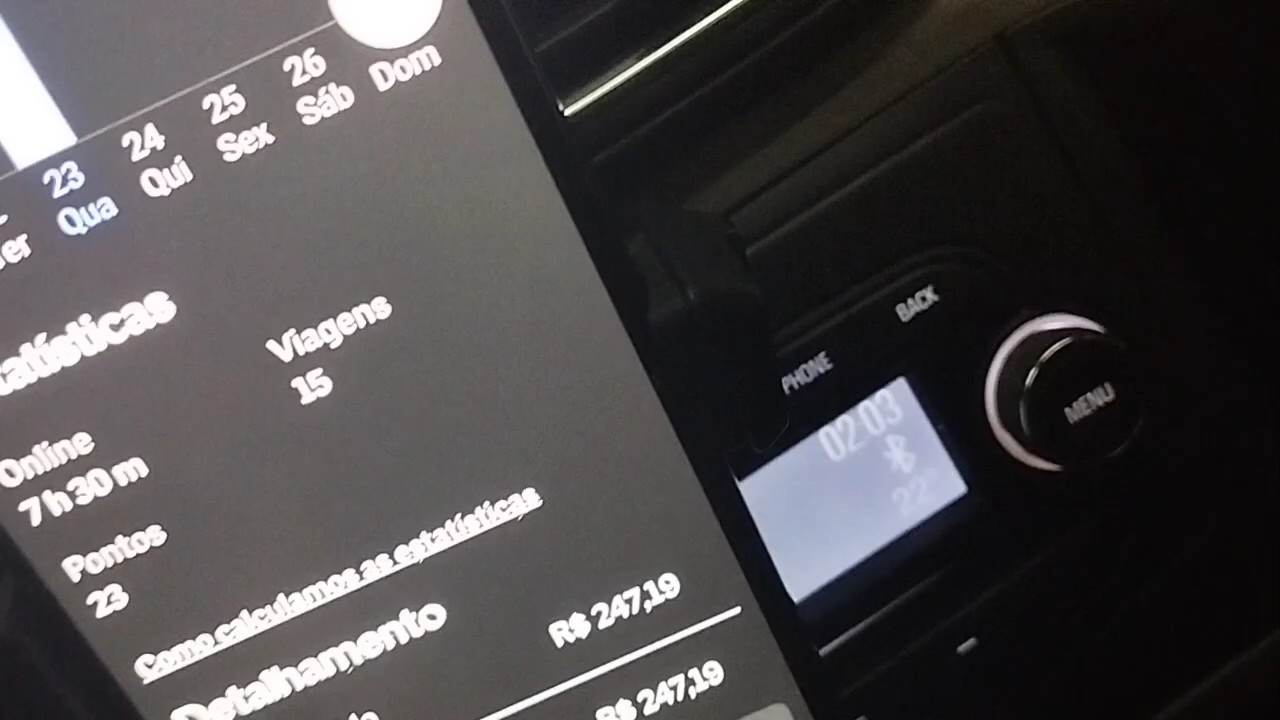 23 24 25 26
Qua Qui Sex Sáb Dom
Viagens
15
Online
7 h 30 m
Pontos
23
Como calculamos as estatísticas
Detalhamento
R$ 247,19
R$ 247,19
BACK
PHONE
MENU
02:03
22°